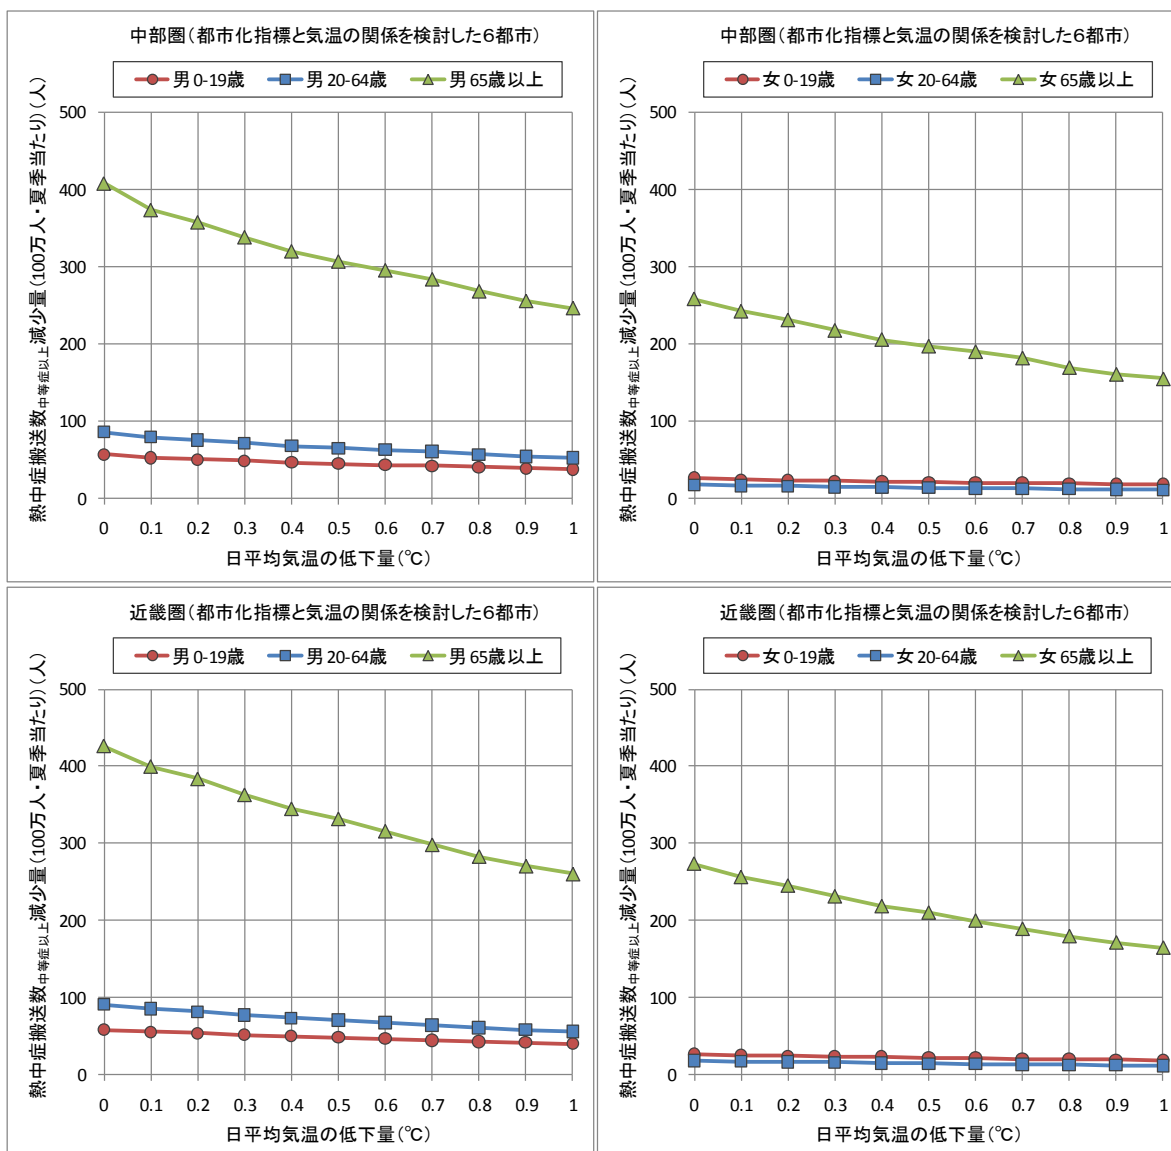 中部圏（都市化指標と気温の関係を検討した６都市）
男 0-19歳 男 20-64歳 男 65歳以上
熱中症搬送数中等症以上減少量（100万人・夏季当たり）（人）
500
400
300
200
100
0
0 0.1 0.2 0.3 0.4 0.5 0.6 0.7 0.8 0.9 1
日平均気温の低下量（℃）
中部圏（都市化指標と気温の関係を検討した６都市）
女 0-19歳 女 20-64歳 女 65歳以上
熱中症搬送数中等症以上減少量（100万人・夏季当たり）（人）
500
400
300
200
100
0
0 0.1 0.2 0.3 0.4 0.5 0.6 0.7 0.8 0.9 1
日平均気温の低下量（℃）
近畿圏（都市化指標と気温の関係を検討した６都市）
男 0-19歳 男 20-64歳 男 65歳以上
熱中症搬送数中等症以上減少量（100万人・夏季当たり）（人）
500
400
300
200
100
0
0 0.1 0.2 0.3 0.4 0.5 0.6 0.7 0.8 0.9 1
日平均気温の低下量（℃）
近畿圏（都市化指標と気温の関係を検討した６都市）
女 0-19歳 女 20-64歳 女 65歳以上
熱中症搬送数中等症以上減少量（100万人・夏季当たり）（人）
500
400
300
200
100
0
0 0.1 0.2 0.3 0.4 0.5 0.6 0.7 0.8 0.9 1
日平均気温の低下量（℃）